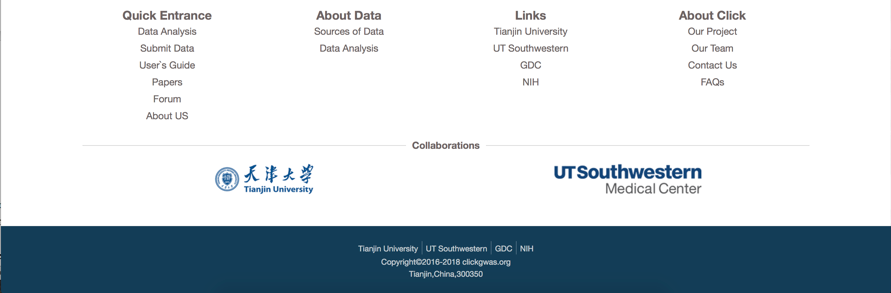 Quick Entrance
Data Analysis
Submit Data
User`s Guide
Papers
Forum
About US
About Data
Sources of Data
Data Analysis
Links
Tianjin University
UT Southwestern
GDC
NIH
About Click
Our Project
Our Team
Contact Us
FAQs
Collaborations
天津大学
Tianjin University
UTSouthwestern
Medical Center
Tianjin University | UT Southwestern | GDC | NIH
Copyright©2016-2018 clickgwas.org
Tianjin,China,300350